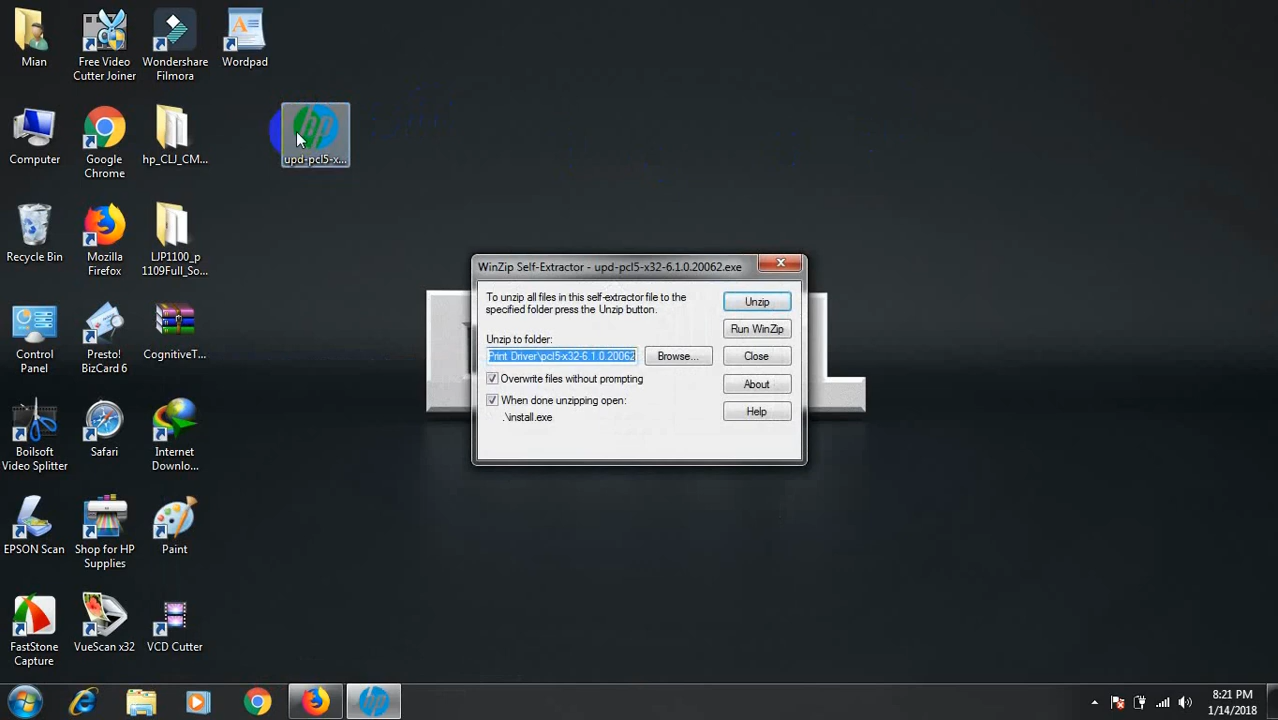 Mian
Free Video
Cutter Joiner
Wondershare
Filmora
Wordpad
Computer
Google
Chrome
hp_CLJ_CM...
hp
upd-pcl5-x...
Recycle Bin
Mozilla
Firefox
LJP1100_p
1109Full_So...
Control
Panel
Presto!
BizCard 6
CognitiveT...
Boilsoft
Video Splitter
Safari
Internet
Downlo...
EPSON Scan
Shop for HP
Supplies
Paint
FastStone
Capture
VueScan x32
VCD Cutter
WinZip Self-Extractor - upd-pcl5-x32-6.1.0.20062.exe
To unzip all files in this self-extractor file to the
specified folder press the Unzip button.
Unzip to folder:
Print Driver\pcl5-x32-6.1.0.20062
Browse...
Overwrite files without prompting
When done unzipping open:
.\install.exe
Unzip
Run WinZip
Close
About
Help
hp
8:21 PM
1/14/2018